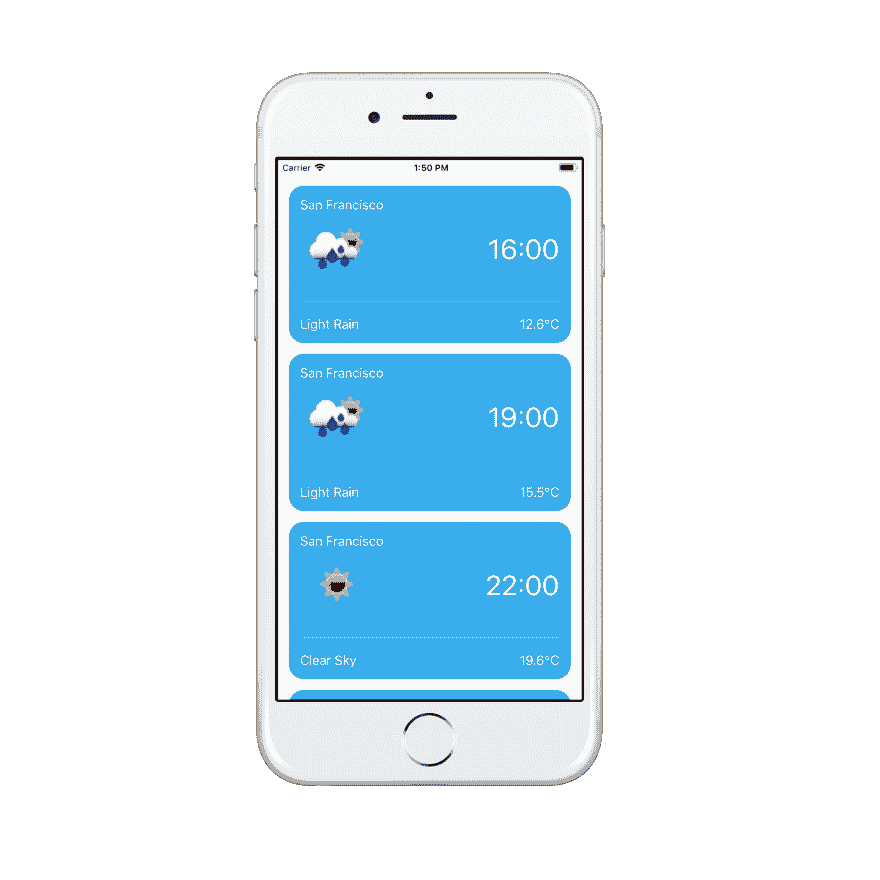 Carrier 1:50 PM
San Francisco
16:00
Light Rain 12.6°C
San Francisco
19:00
Light Rain 15.5°C
San Francisco
22:00
Clear Sky 19.6°C